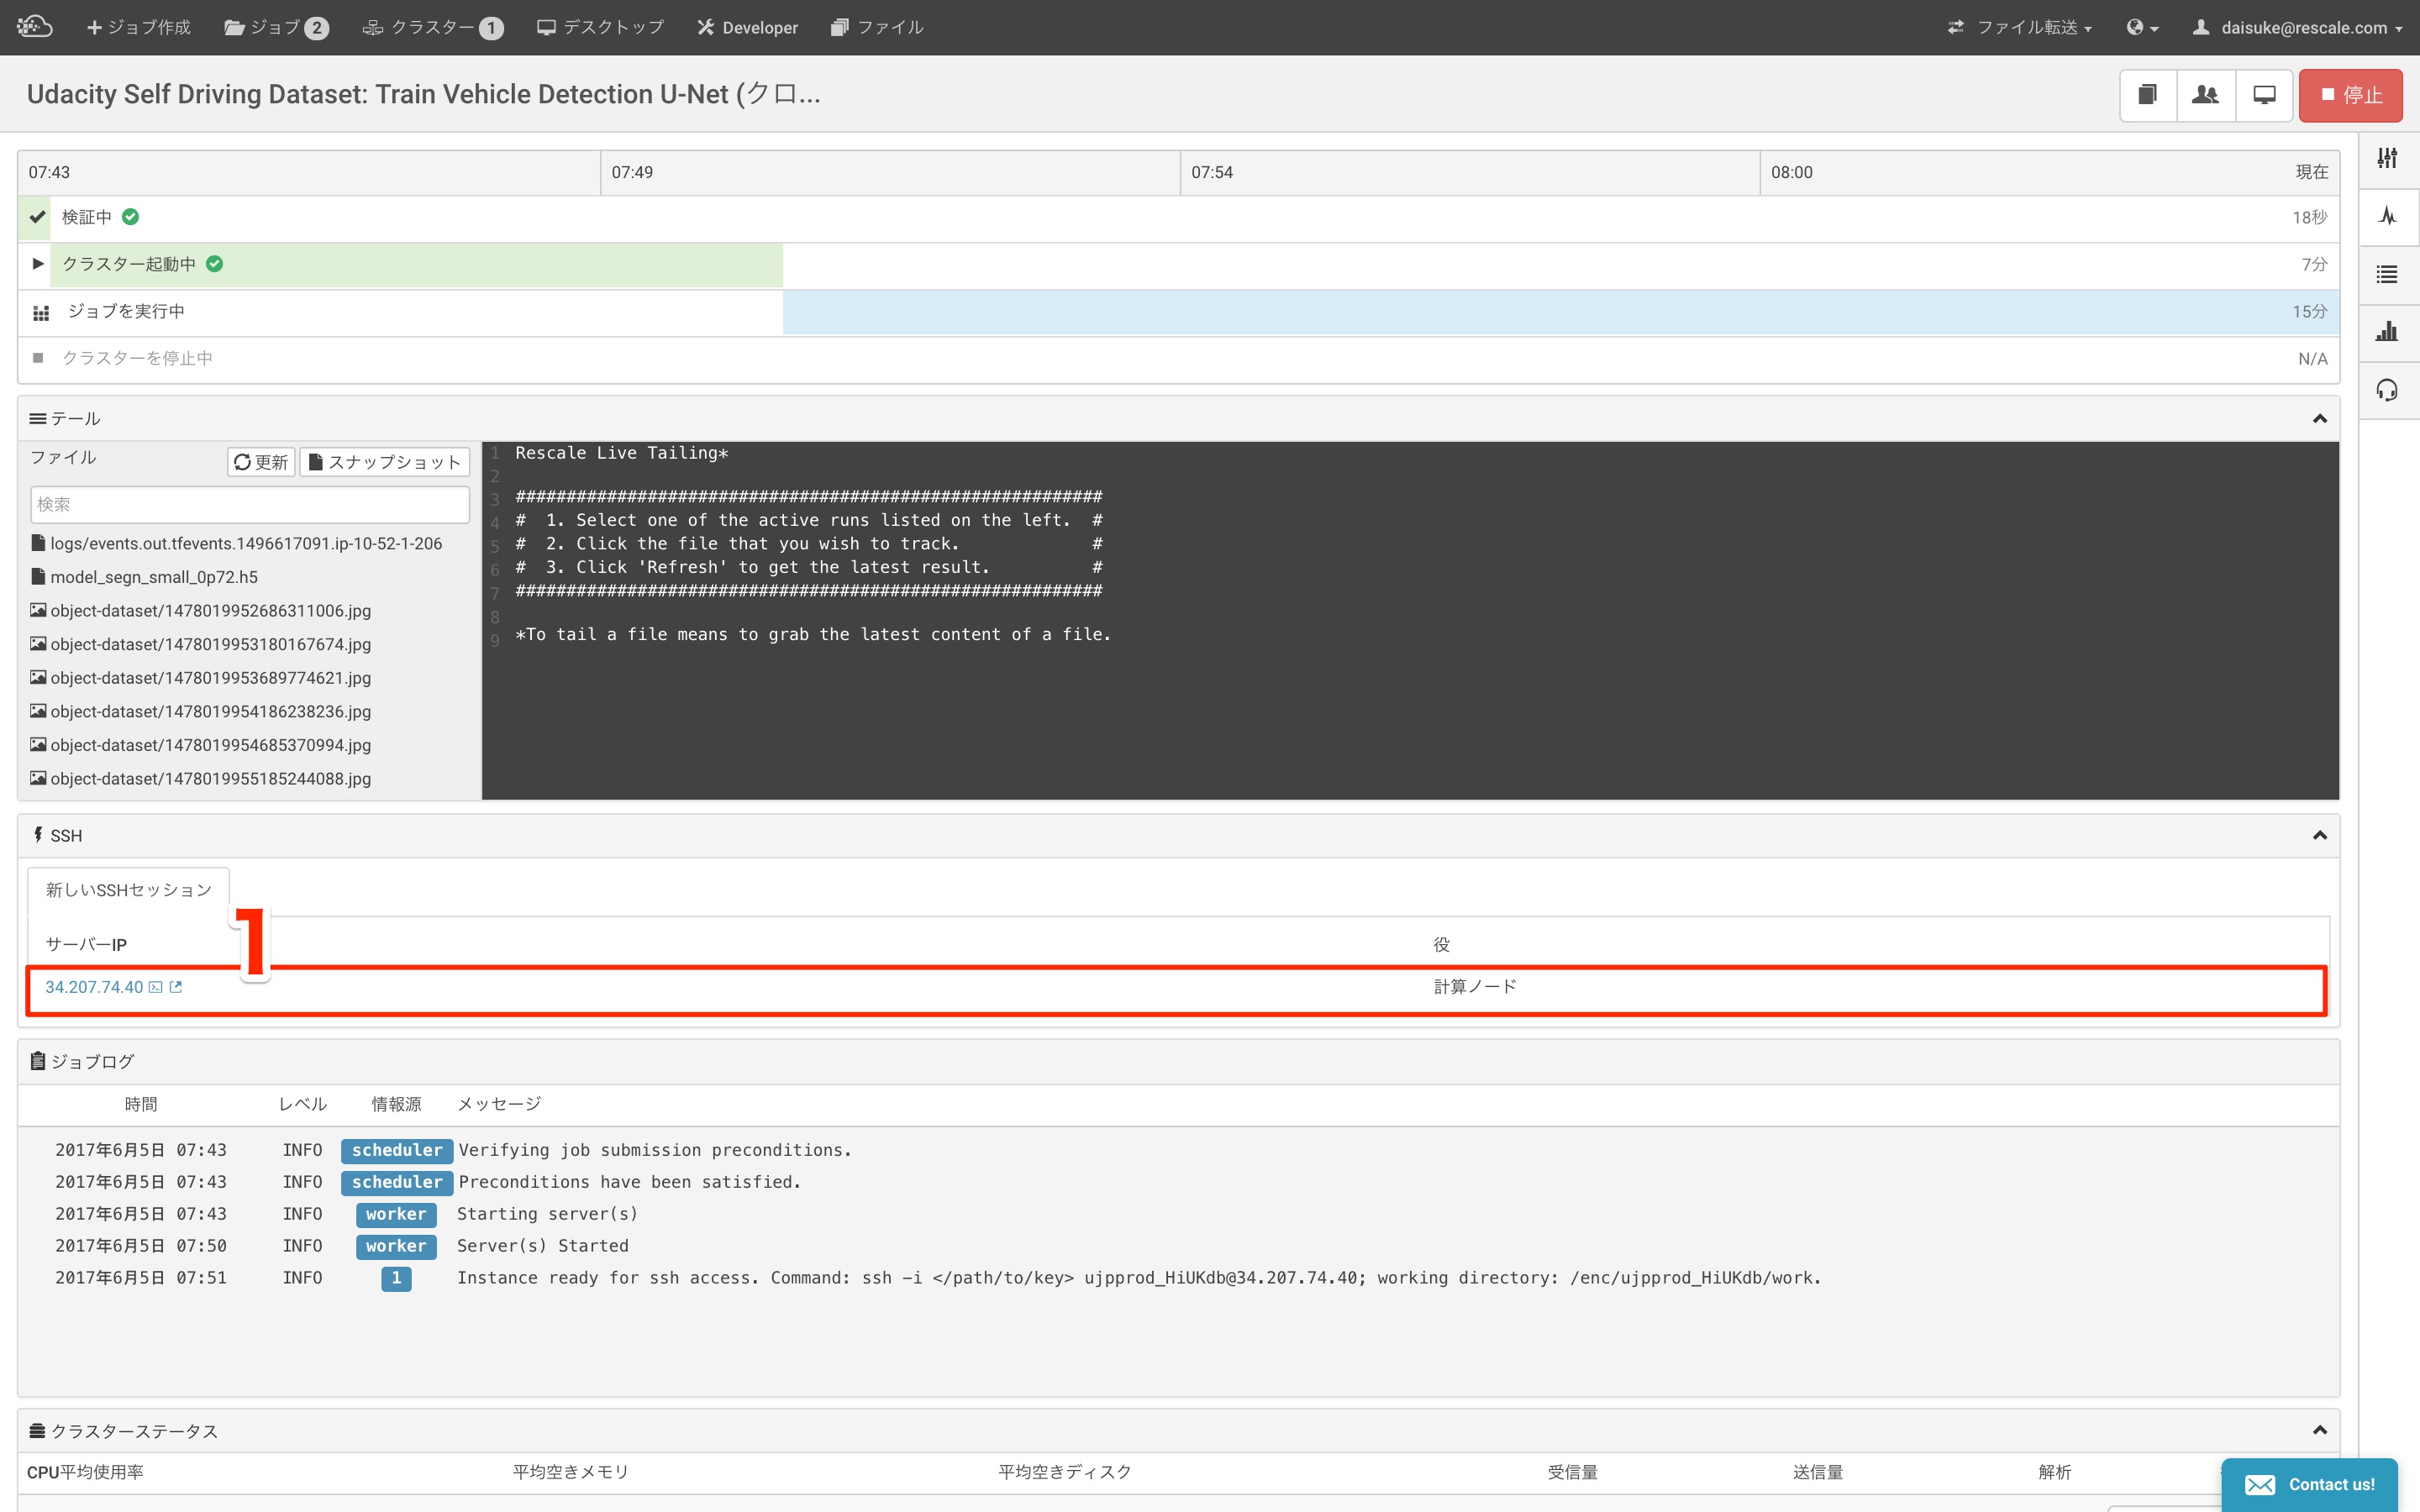 ジョブ作成 ジョブ 2 クラスター 1 デスクトップ Developer ファイル ファイル転送 daisuke@rescale.com
Udacity Self Driving Dataset: Train Vehicle Detection U-Net (クロ... 停止
07:43 07:49 07:54 08:00 現在
検証中 18秒
クラスター起動中 7分
ジョブを実行中 15分
クラスターを停止中 N/A
テール
ファイル 更新 スナップショット
検索
logs/events.out.tfevents.1496617091.ip-10-52-1-206
model_segn_small_0p72.h5
object-dataset/1478019952686311006.jpg
object-dataset/1478019953180167674.jpg
object-dataset/1478019953689774621.jpg
object-dataset/1478019954186238236.jpg
object-dataset/1478019954685370994.jpg
object-dataset/1478019955185244088.jpg
1 Rescale Live Tailing*
2
3 ##########################################################
4 #  1. Select one of the active runs listed on the left.  #
5 #  2. Click the file that you wish to track.             #
6 #  3. Click 'Refresh' to get the latest result.          #
7 ##########################################################
8
9 *To tail a file means to grab the latest content of a file.
SSH
新しいSSHセッション
1
サーバーIP 役
34.207.74.40 計算ノード
ジョブログ
時間 レベル 情報源 メッセージ
2017年6月5日 07:43 INFO scheduler Verifying job submission preconditions.
2017年6月5日 07:43 INFO scheduler Preconditions have been satisfied.
2017年6月5日 07:43 INFO worker Starting server(s)
2017年6月5日 07:50 INFO worker Server(s) Started
2017年6月5日 07:51 INFO 1 Instance ready for ssh access. Command: ssh -i </path/to/key> ujpprod_HiUKdb@34.207.74.40; working directory: /enc/ujpprod_HiUKdb/work.
クラスターステータス
CPU平均使用率 平均空きメモリ 平均空きディスク 受信量 送信量 解析
Contact us!